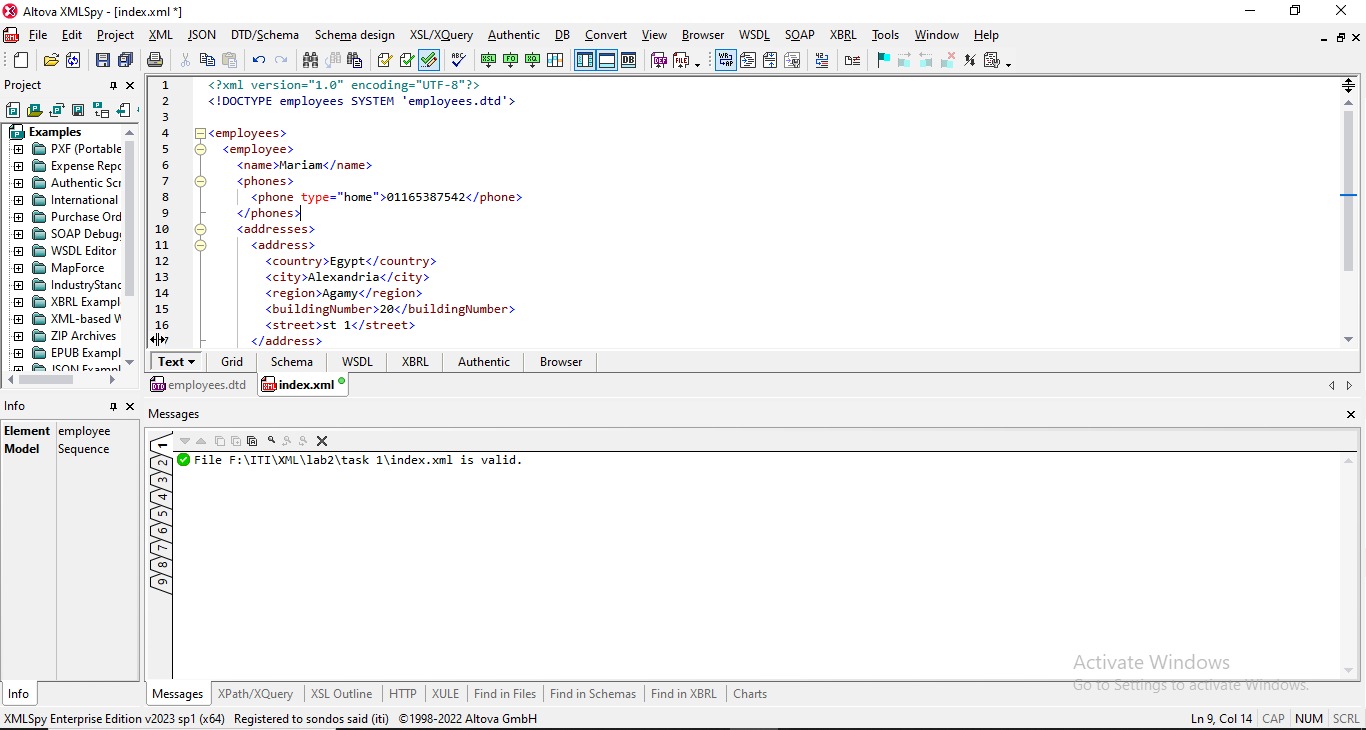 Altova XMLSpy - [index.xml *]
File Edit Project XML JSON DTD/Schema Schema design XSL/XQuery Authentic DB Convert View Browser WSDL SOAP XBRL Tools Window Help
Project
Examples
PXF (Portable
Expense Repo
Authentic Scr
International
Purchase Ord
SOAP Debug
WSDL Editor
MapForce
IndustryStand
XBRL Exampl
XML-based W
ZIP Archives
EPUB Exampl
JSON Exampl
1 <?xml version="1.0" encoding="UTF-8"?>
2 <!DOCTYPE employees SYSTEM 'employees.dtd'>
3
4 <employees>
5 <employee>
6 <name>Mariam</name>
7 <phones>
8 <phone type="home">01165387542</phone>
9 </phones>
10 <addresses>
11 <address>
12 <country>Egypt</country>
13 <city>Alexandria</city>
14 <region>Agamy</region>
15 <buildingNumber>20</buildingNumber>
16 <street>st 1</street>
</address>
Text Grid Schema WSDL XBRL Authentic Browser
employees.dtd index.xml
Info
Element employee
Model Sequence
Info
Messages
1
2
3
4
5
6
7
8
9
File F:\ITI\XML\lab2\task 1\index.xml is valid.
Activate Windows
Go to Settings to activate Windows.
Messages XPath/XQuery XSL Outline HTTP XULE Find in Files Find in Schemas Find in XBRL Charts
XMLSpy Enterprise Edition v2023 sp1 (x64) Registered to sondos said (iti) ©1998-2022 Altova GmbH Ln 9, Col 14 CAP NUM SCRL